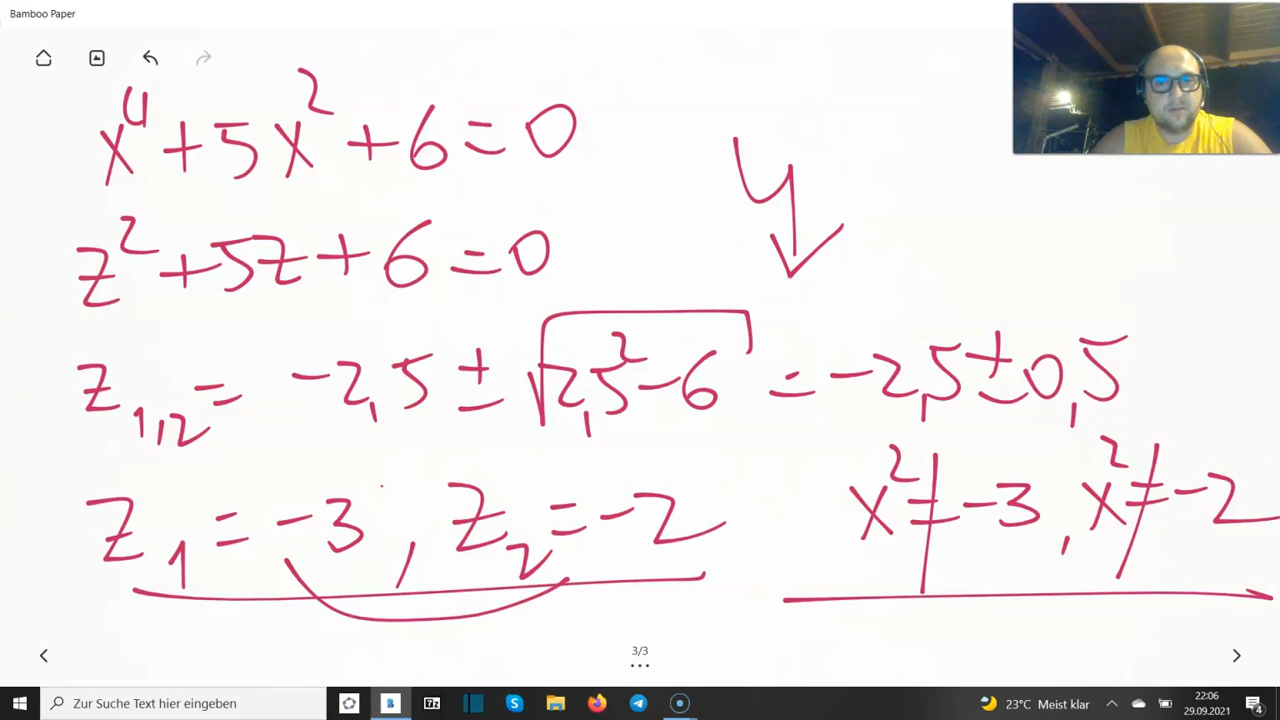 Bamboo Paper
x⁴+5x²+6=0
z²+5z+6=0
z₁,₂= -2,5 ± √2,5²-6 = -2,5±0,5
z₁ = -3, z₂ = -2
x² ≠ -3, x² ≠ -2
3/3
Zur Suche Text hier eingeben
23°C Meist klar
22:06
29.09.2021
4